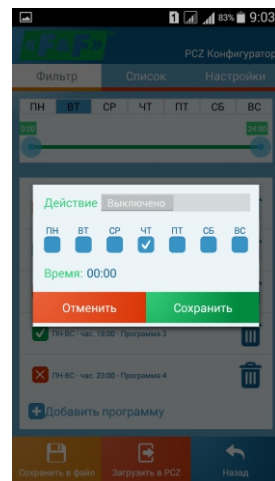 83% 9:03
F&F
PCZ Конфигуратор
Фильтр Список Настройки
ПН ВТ СР ЧТ ПТ СБ ВС
0:00 24:00
Действие Выключено
ПН ВТ СР ЧТ ПТ СБ ВС
Время: 00:00
Отменить Сохранить
ПН-ВС - час. 18:00 - Программа 3
ПН-ВС - час. 23:00 - Программа 4
Добавить программу
Сохранить в файл Загрузить в PCZ Назад